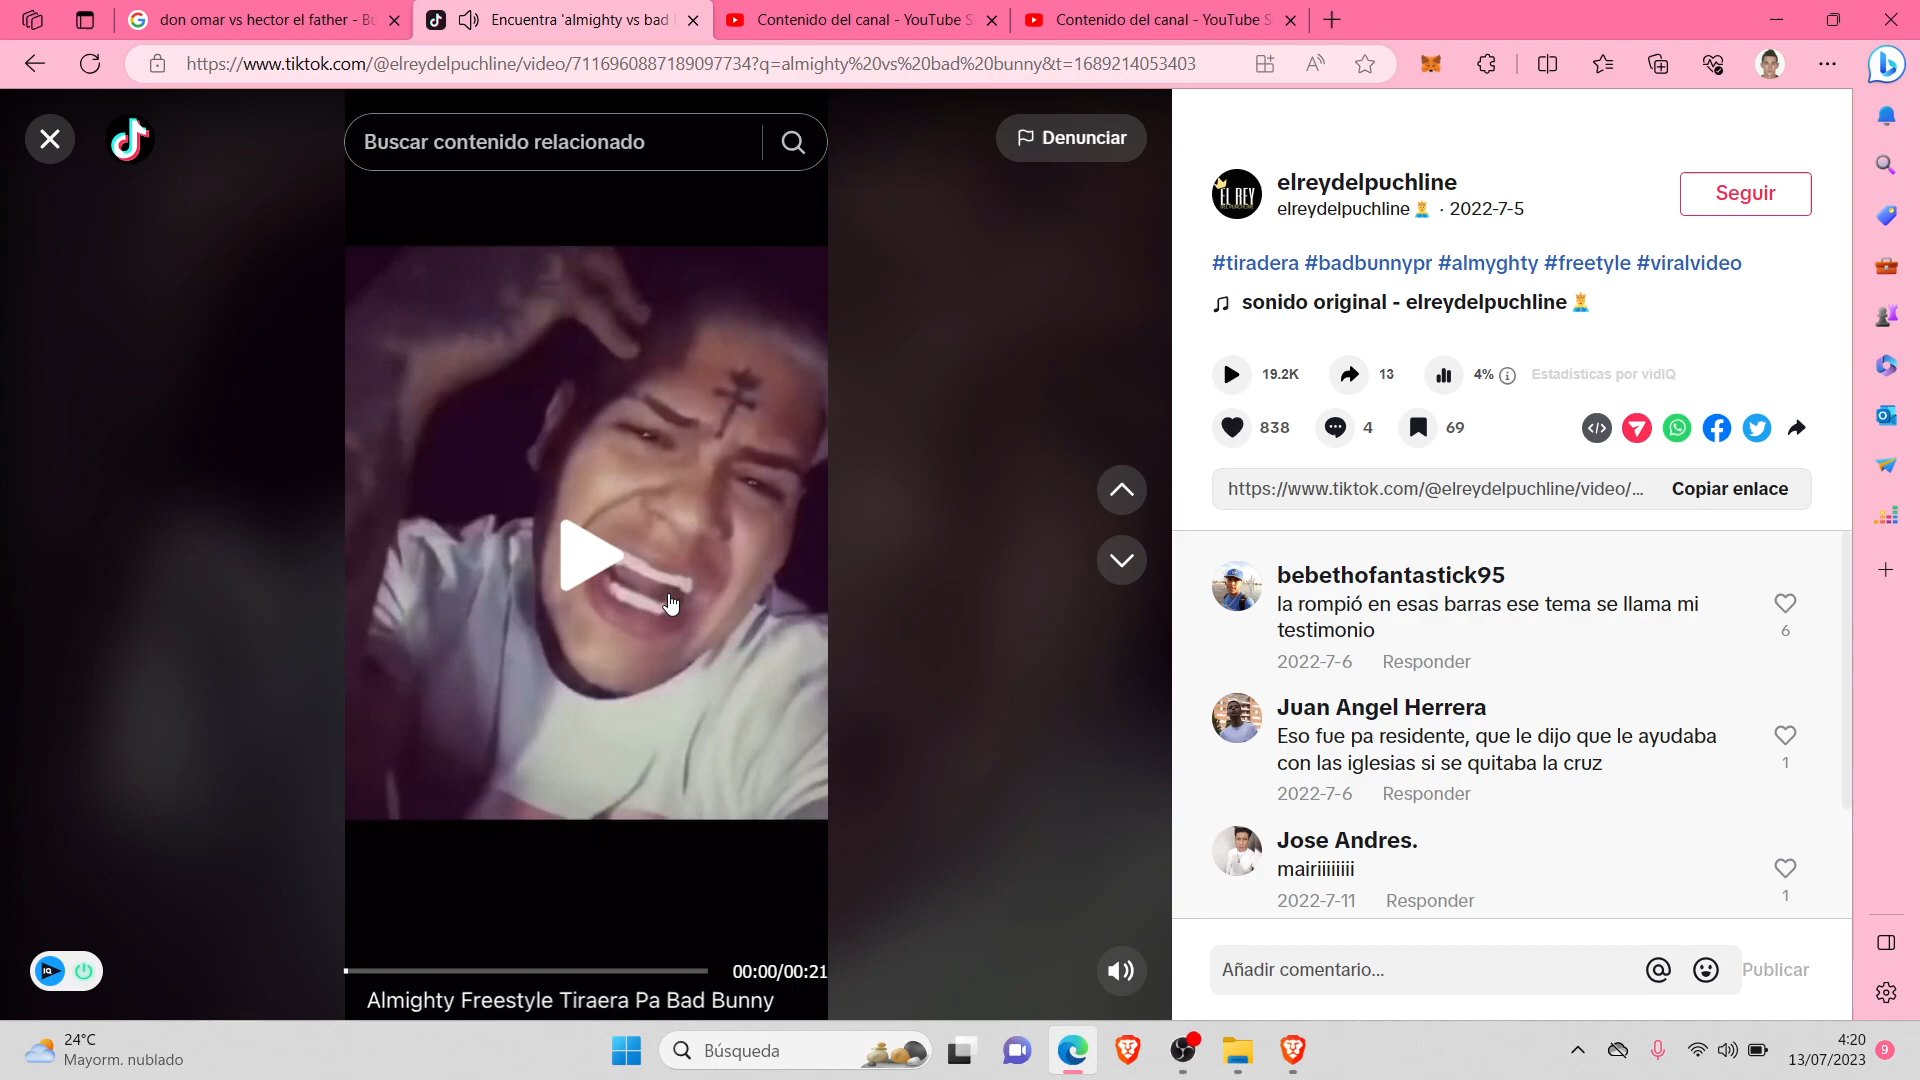 don omar vs hector el father - Bu
Encuentra 'almighty vs bad
Contenido del canal - YouTube S
Contenido del canal - YouTube S
https://www.tiktok.com/@elreydelpuchline/video/7116960887189097734?q=almighty%20vs%20bad%20bunny&t=1689214053403
Buscar contenido relacionado
Denunciar
EL REY
elreydelpuchline
elreydelpuchline🤴 · 2022-7-5
Seguir
#tiradera #badbunnypr #almyghty #freetyle #viralvideo
sonido original - elreydelpuchline🤴
19.2K
13
4%
Estadísticas por vidIQ
838
4
69
https://www.tiktok.com/@elreydelpuchline/video/...
Copiar enlace
bebethofantastick95
la rompió en esas barras ese tema se llama mi
testimonio
6
2022-7-6 Responder
Juan Angel Herrera
Eso fue pa residente, que le dijo que le ayudaba
con las iglesias si se quitaba la cruz
1
2022-7-6 Responder
Jose Andres.
mairiiiiiiiii
1
2022-7-11 Responder
IQ
00:00/00:21
Almighty Freestyle Tiraera Pa Bad Bunny
Añadir comentario...
Publicar
24°C
Mayorm. nublado
Búsqueda
4:20
13/07/2023
9